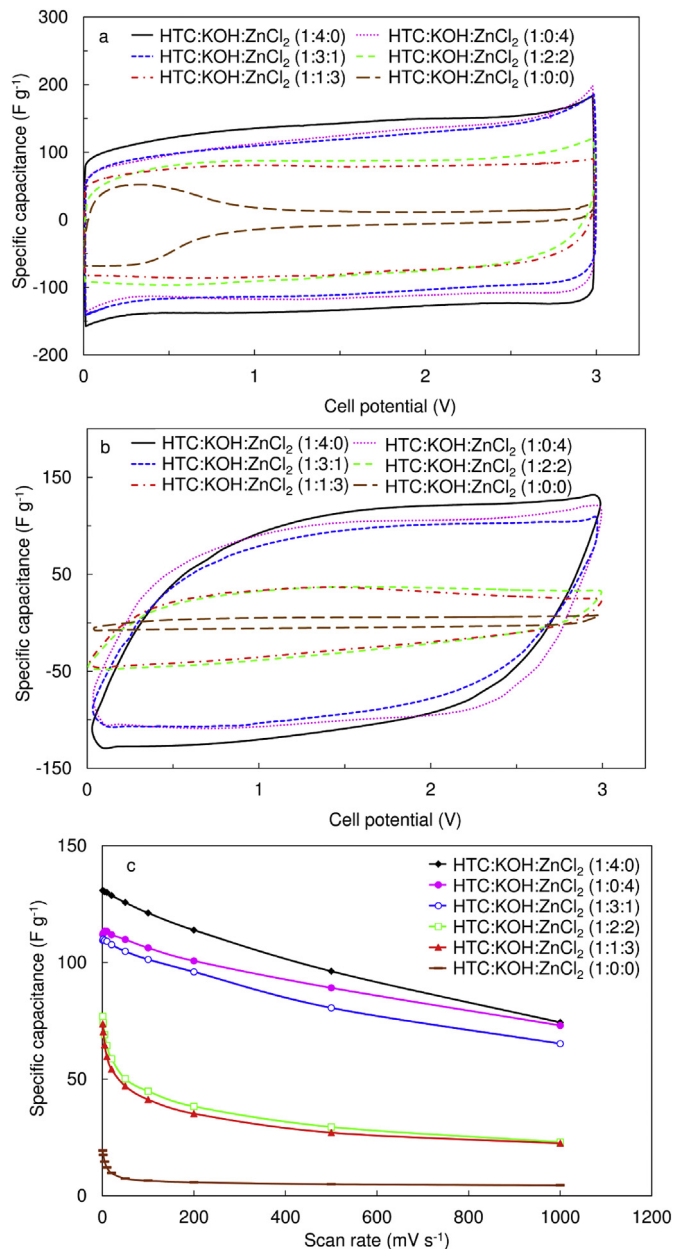 a
HTC:KOH:ZnCl₂ (1:4:0) HTC:KOH:ZnCl₂ (1:0:4)
HTC:KOH:ZnCl₂ (1:3:1) HTC:KOH:ZnCl₂ (1:2:2)
HTC:KOH:ZnCl₂ (1:1:3) HTC:KOH:ZnCl₂ (1:0:0)
Specific capacitance (F g⁻¹)
300
200
100
0
-100
-200
0 1 2 3
Cell potential (V)
b
HTC:KOH:ZnCl₂ (1:4:0) HTC:KOH:ZnCl₂ (1:0:4)
HTC:KOH:ZnCl₂ (1:3:1) HTC:KOH:ZnCl₂ (1:2:2)
HTC:KOH:ZnCl₂ (1:1:3) HTC:KOH:ZnCl₂ (1:0:0)
Specific capacitance (F g⁻¹)
150
50
-50
-150
0 1 2 3
Cell potential (V)
c
HTC:KOH:ZnCl₂ (1:4:0)
HTC:KOH:ZnCl₂ (1:0:4)
HTC:KOH:ZnCl₂ (1:3:1)
HTC:KOH:ZnCl₂ (1:2:2)
HTC:KOH:ZnCl₂ (1:1:3)
HTC:KOH:ZnCl₂ (1:0:0)
Specific capacitance (F g⁻¹)
150
100
50
0
0 200 400 600 800 1000 1200
Scan rate (mV s⁻¹)